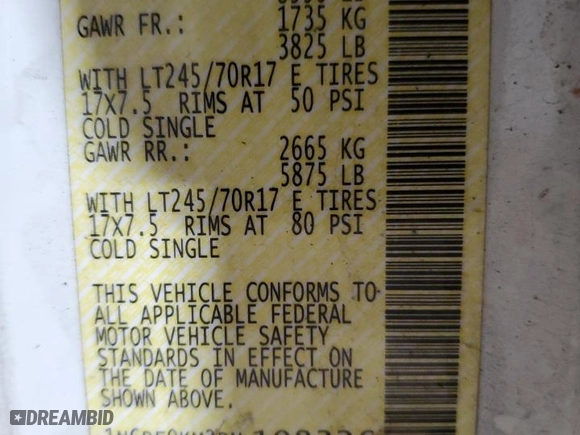 GAWR FR.: 1735 KG
3825 LB
WITH LT245/70R17 E TIRES
17X7.5 RIMS AT 50 PSI
COLD SINGLE
GAWR RR.: 2665 KG
5875 LB
WITH LT245/70R17 E TIRES
17X7.5 RIMS AT 80 PSI
COLD SINGLE
THIS VEHICLE CONFORMS TO
ALL APPLICABLE FEDERAL
MOTOR VEHICLE SAFETY
STANDARDS IN EFFECT ON
THE DATE OF MANUFACTURE
SHOWN ABOVE.
DREAMBID